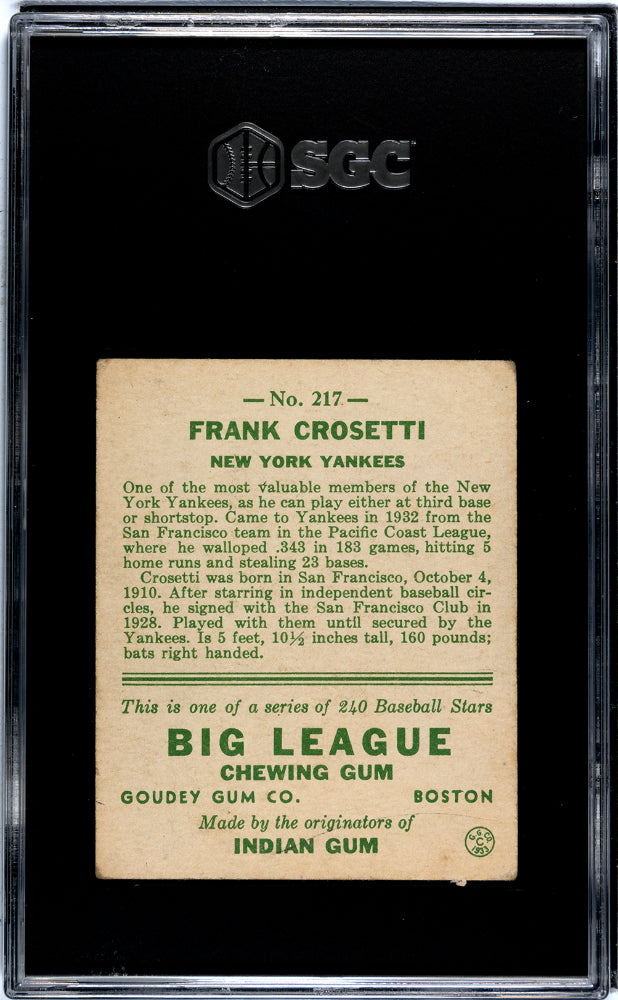 SGC
— No. 217 —
FRANK CROSETTI
NEW YORK YANKEES
One of the most valuable members of the New
York Yankees, as he can play either at third base
or shortstop. Came to Yankees in 1932 from the
San Francisco team in the Pacific Coast League,
where he walloped .343 in 183 games, hitting 5
home runs and stealing 23 bases.
Crosetti was born in San Francisco, October 4,
1910. After starring in independent baseball cir-
cles, he signed with the San Francisco Club in
1928. Played with them until secured by the
Yankees. Is 5 feet, 10½ inches tall, 160 pounds;
bats right handed.
This is one of a series of 240 Baseball Stars
BIG LEAGUE
CHEWING GUM
GOUDEY GUM CO. BOSTON
Made by the originators of
INDIAN GUM
G. G. CO.
C
1933